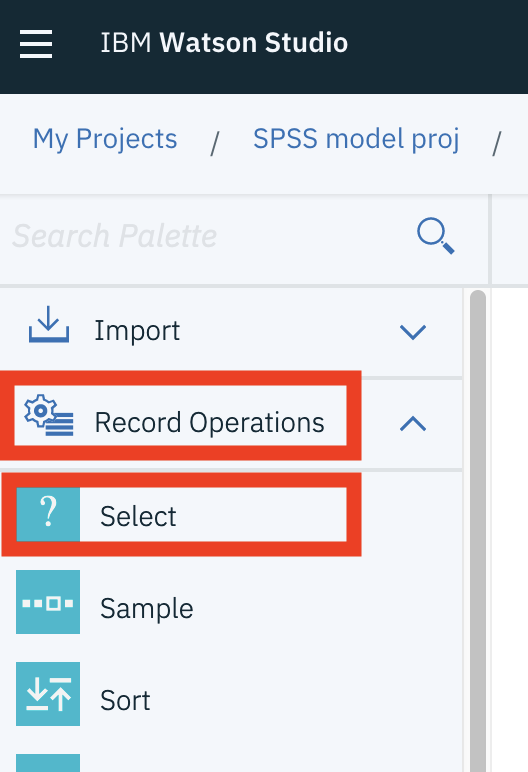 IBM Watson Studio
My Projects / SPSS model proj /
Search Palette
Import
Record Operations
? Select
Sample
Sort